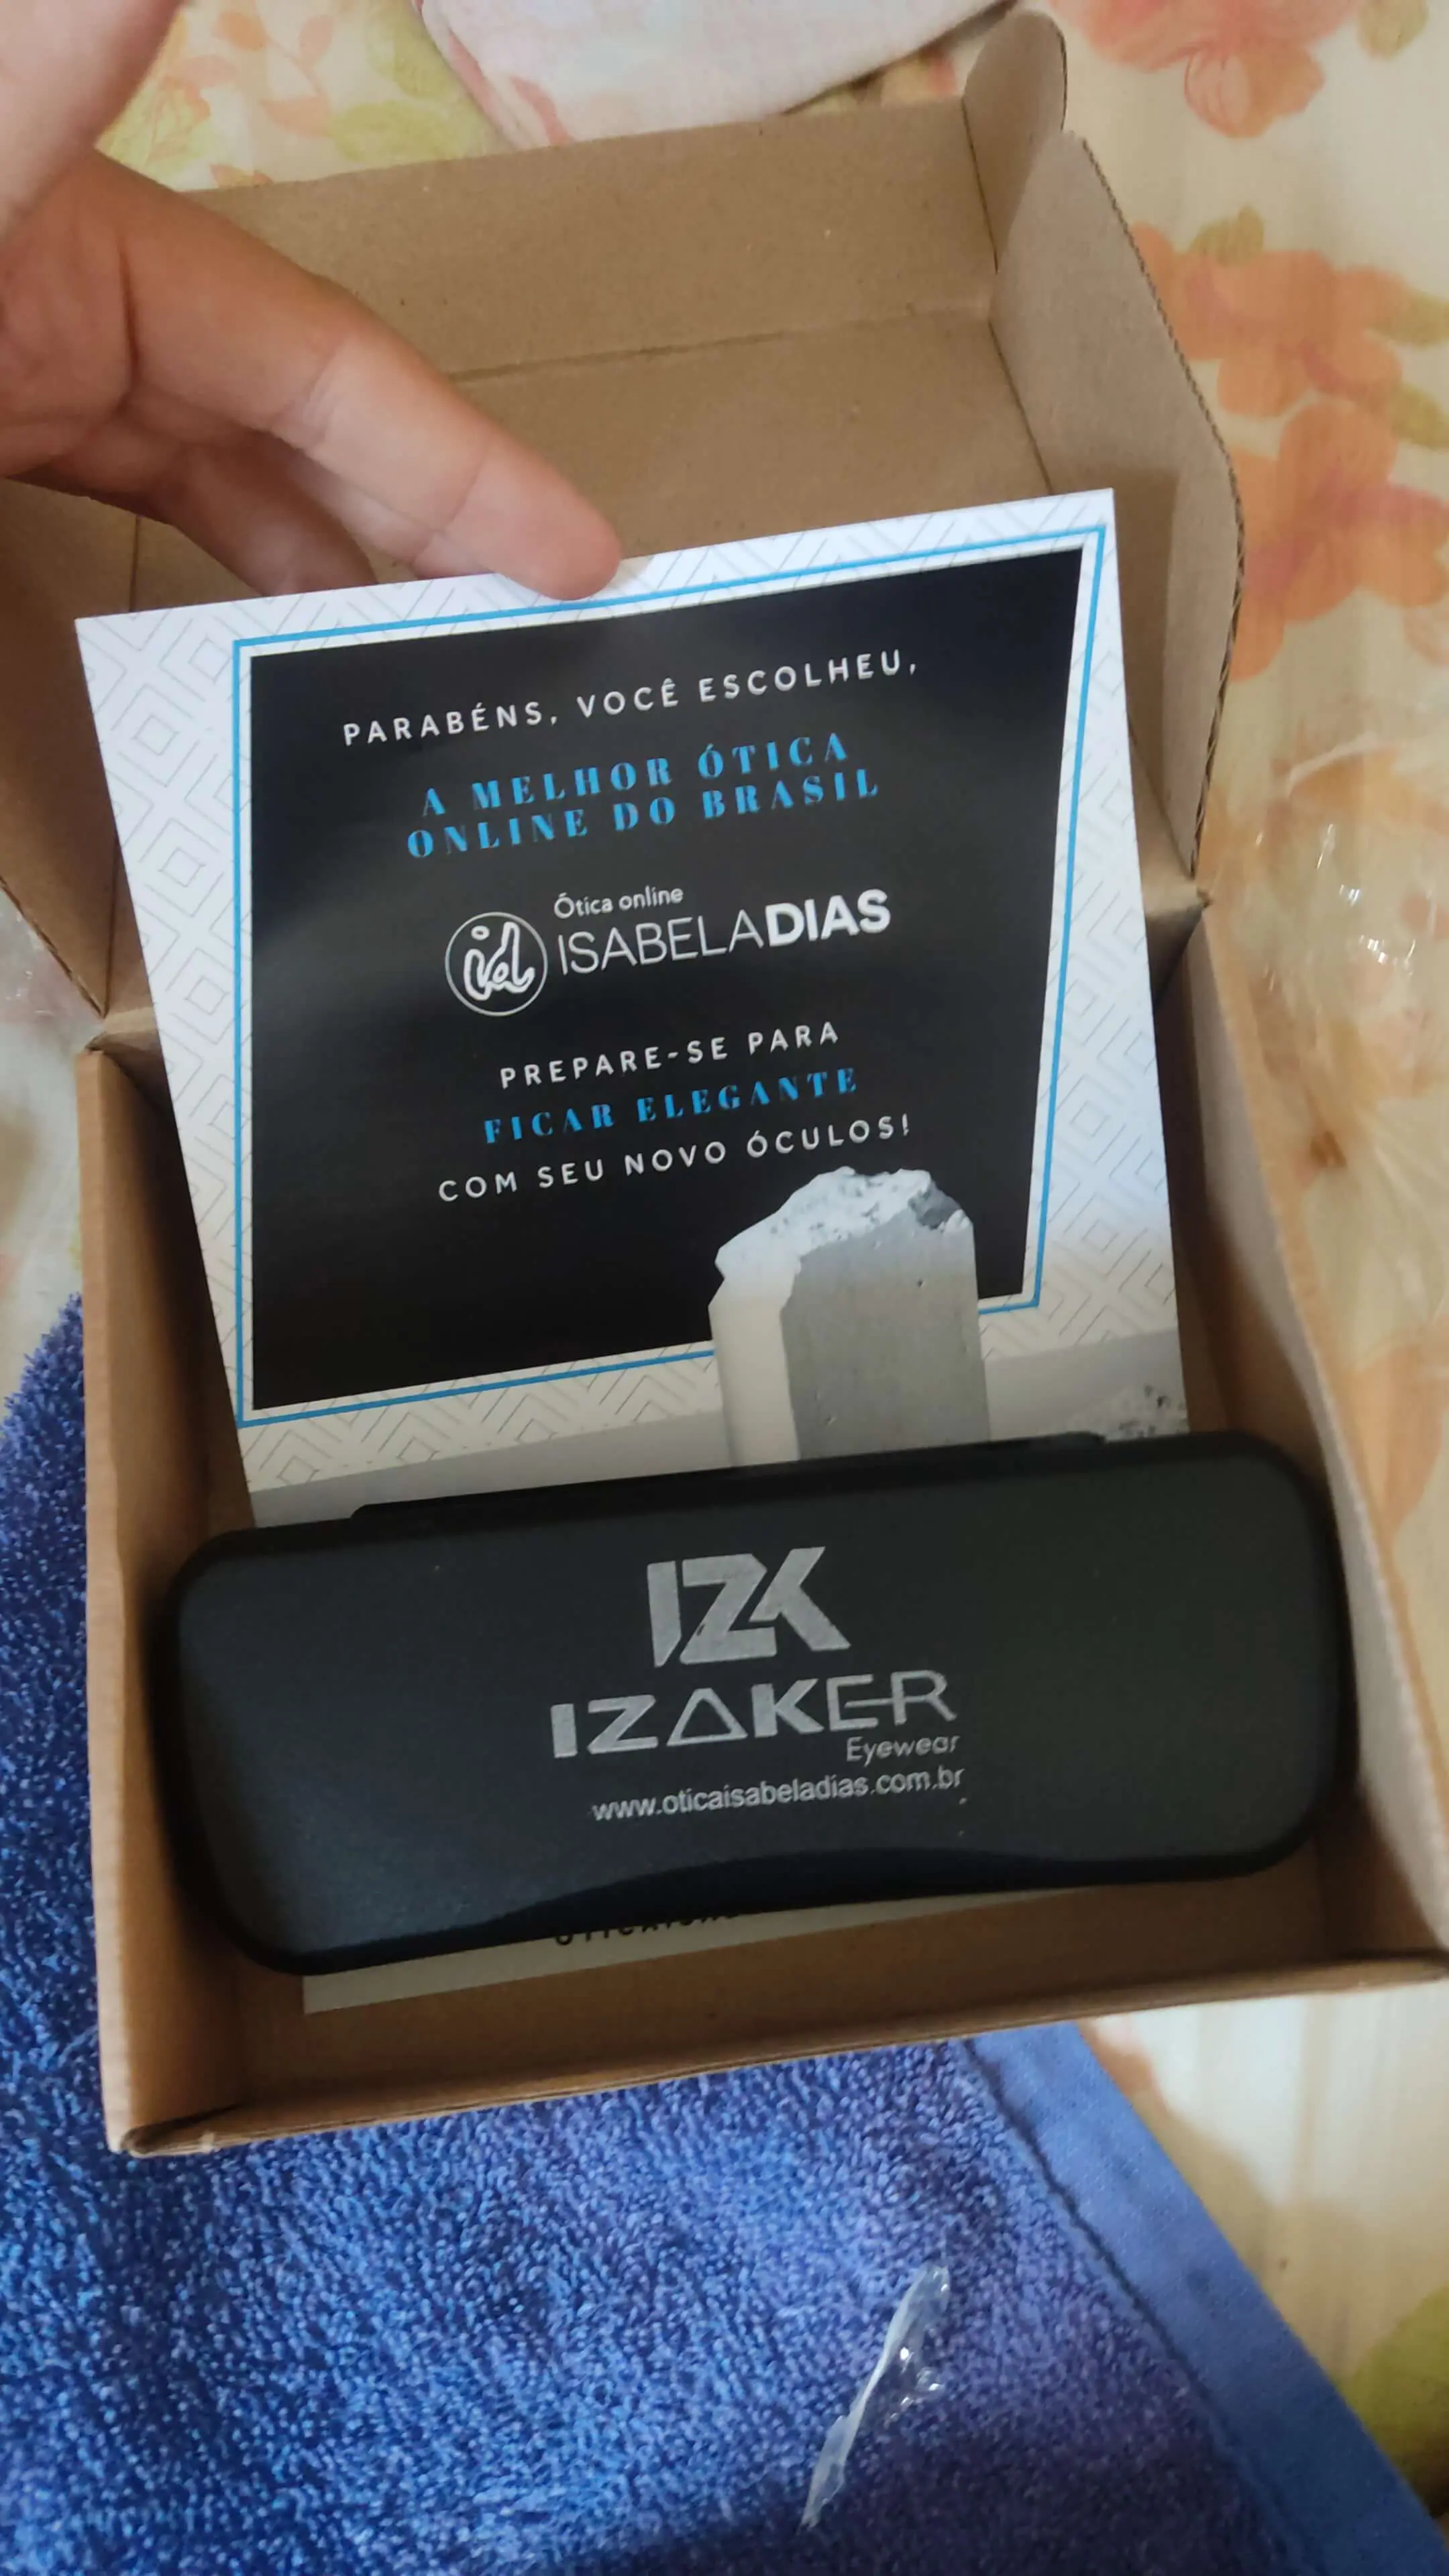 PARABÉNS, VOCÊ ESCOLHEU,
A MELHOR ÓTICA
ONLINE DO BRASIL
Ótica online
id ISABELADIAS
PREPARE-SE PARA
FICAR ELEGANTE
COM SEU NOVO ÓCULOS!
IZK
IZAKER
Eyewear
www.oticaisabeladias.com.br